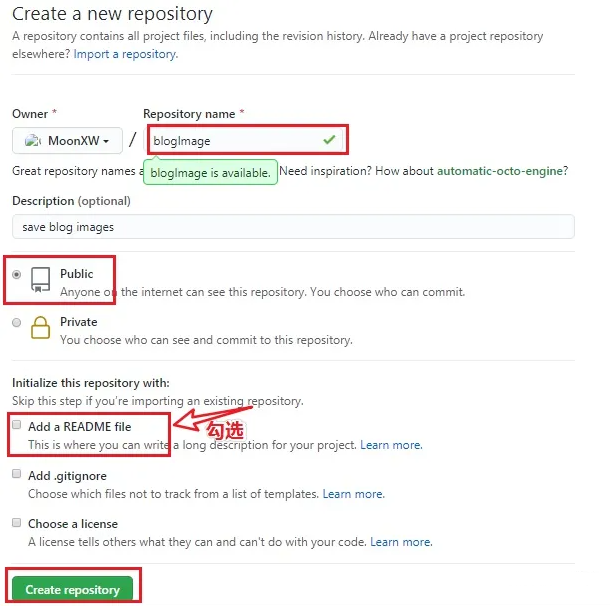 Create a new repository
A repository contains all project files, including the revision history. Already have a project repository
elsewhere? Import a repository.
Owner *
Repository name *
MoonXW
/
blogImage
blogImage is available.
Great repository names a Need inspiration? How about automatic-octo-engine?
Description (optional)
save blog images
Public
Anyone on the internet can see this repository. You choose who can commit.
Private
You choose who can see and commit to this repository.
Initialize this repository with:
Skip this step if you're importing an existing repository.
Add a README file
勾选
This is where you can write a long description for your project. Learn more.
Add .gitignore
Choose which files not to track from a list of templates. Learn more.
Choose a license
A license tells others what they can and can't do with your code. Learn more.
Create repository